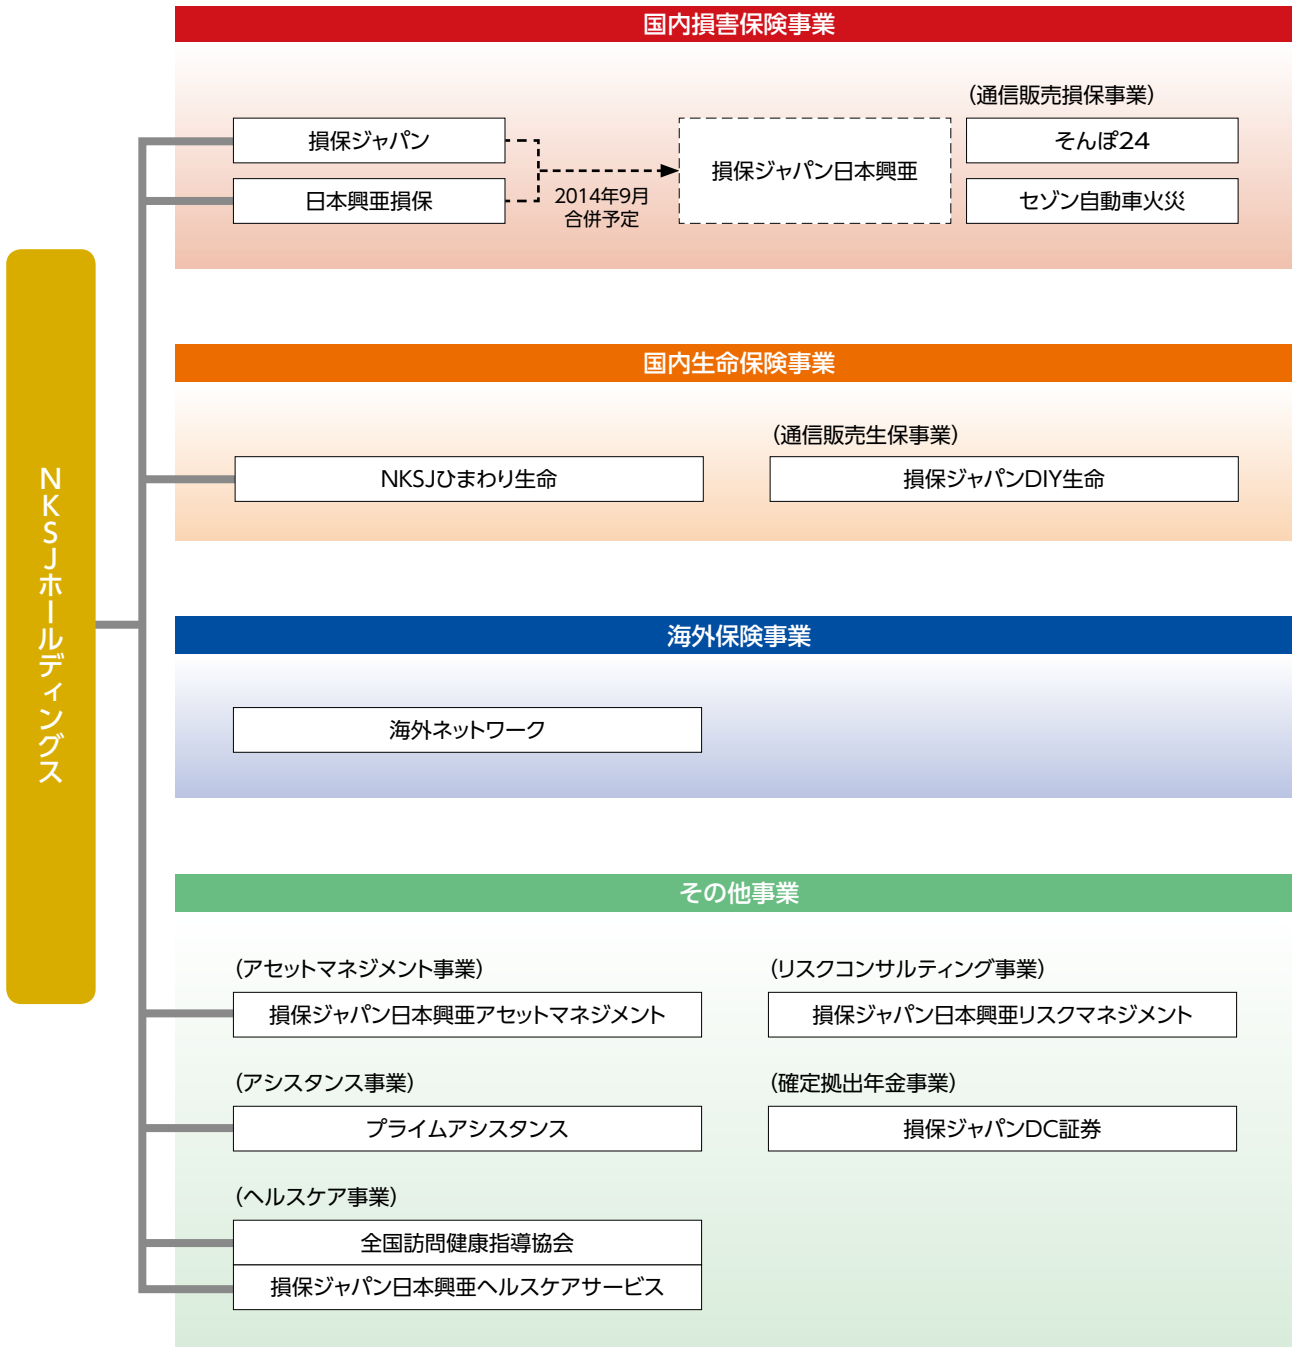 NKSJホールディングス
国内損害保険事業
損保ジャパン
日本興亜損保
2014年9月
合併予定
損保ジャパン日本興亜
(通信販売損保事業)
そんぽ24
セゾン自動車火災
国内生命保険事業
NKSJひまわり生命
(通信販売生保事業)
損保ジャパンDIY生命
海外保険事業
海外ネットワーク
その他事業
(アセットマネジメント事業)
損保ジャパン日本興亜アセットマネジメント
(リスクコンサルティング事業)
損保ジャパン日本興亜リスクマネジメント
(アシスタンス事業)
プライムアシスタンス
(確定拠出年金事業)
損保ジャパンDC証券
(ヘルスケア事業)
全国訪問健康指導協会
損保ジャパン日本興亜ヘルスケアサービス